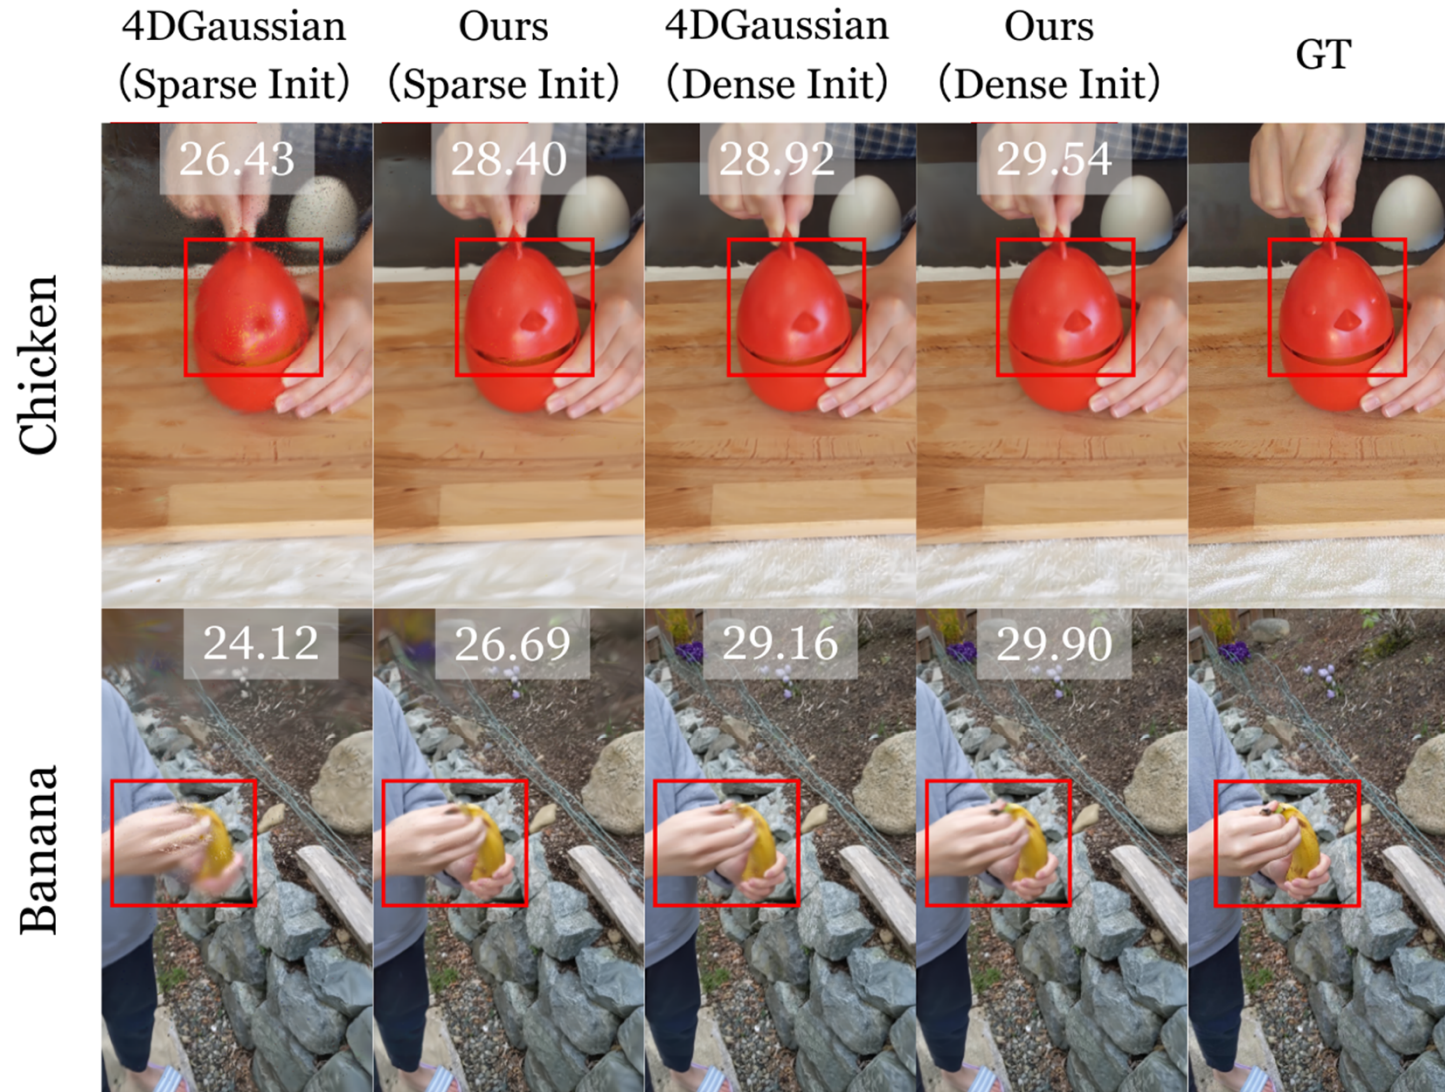 4DGaussian
(Sparse Init)
Ours
(Sparse Init)
4DGaussian
(Dense Init)
Ours
(Dense Init)
GT
Chicken
26.43
28.40
28.92
29.54
Banana
24.12
26.69
29.16
29.90